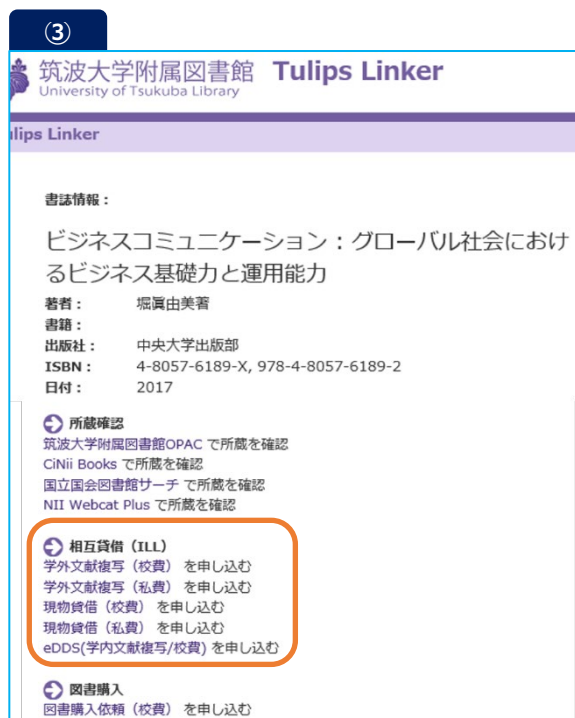 ③
筑波大学附属図書館 Tulips Linker
University of Tsukuba Library
ulips Linker
書誌情報：
ビジネスコミュニケーション：グローバル社会におけ
るビジネス基礎力と運用能力
著者： 堀眞由美著
書籍：
出版社： 中央大学出版部
ISBN： 4-8057-6189-X, 978-4-8057-6189-2
日付： 2017
所蔵確認
筑波大学附属図書館OPAC で所蔵を確認
CiNii Books で所蔵を確認
国立国会図書館サーチ で所蔵を確認
NII Webcat Plus で所蔵を確認
相互貸借（ILL）
学外文献複写（校費） を申し込む
学外文献複写（私費） を申し込む
現物貸借（校費） を申し込む
現物貸借（私費） を申し込む
eDDS(学内文献複写/校費) を申し込む
図書購入
図書購入依頼（校費） を申し込む